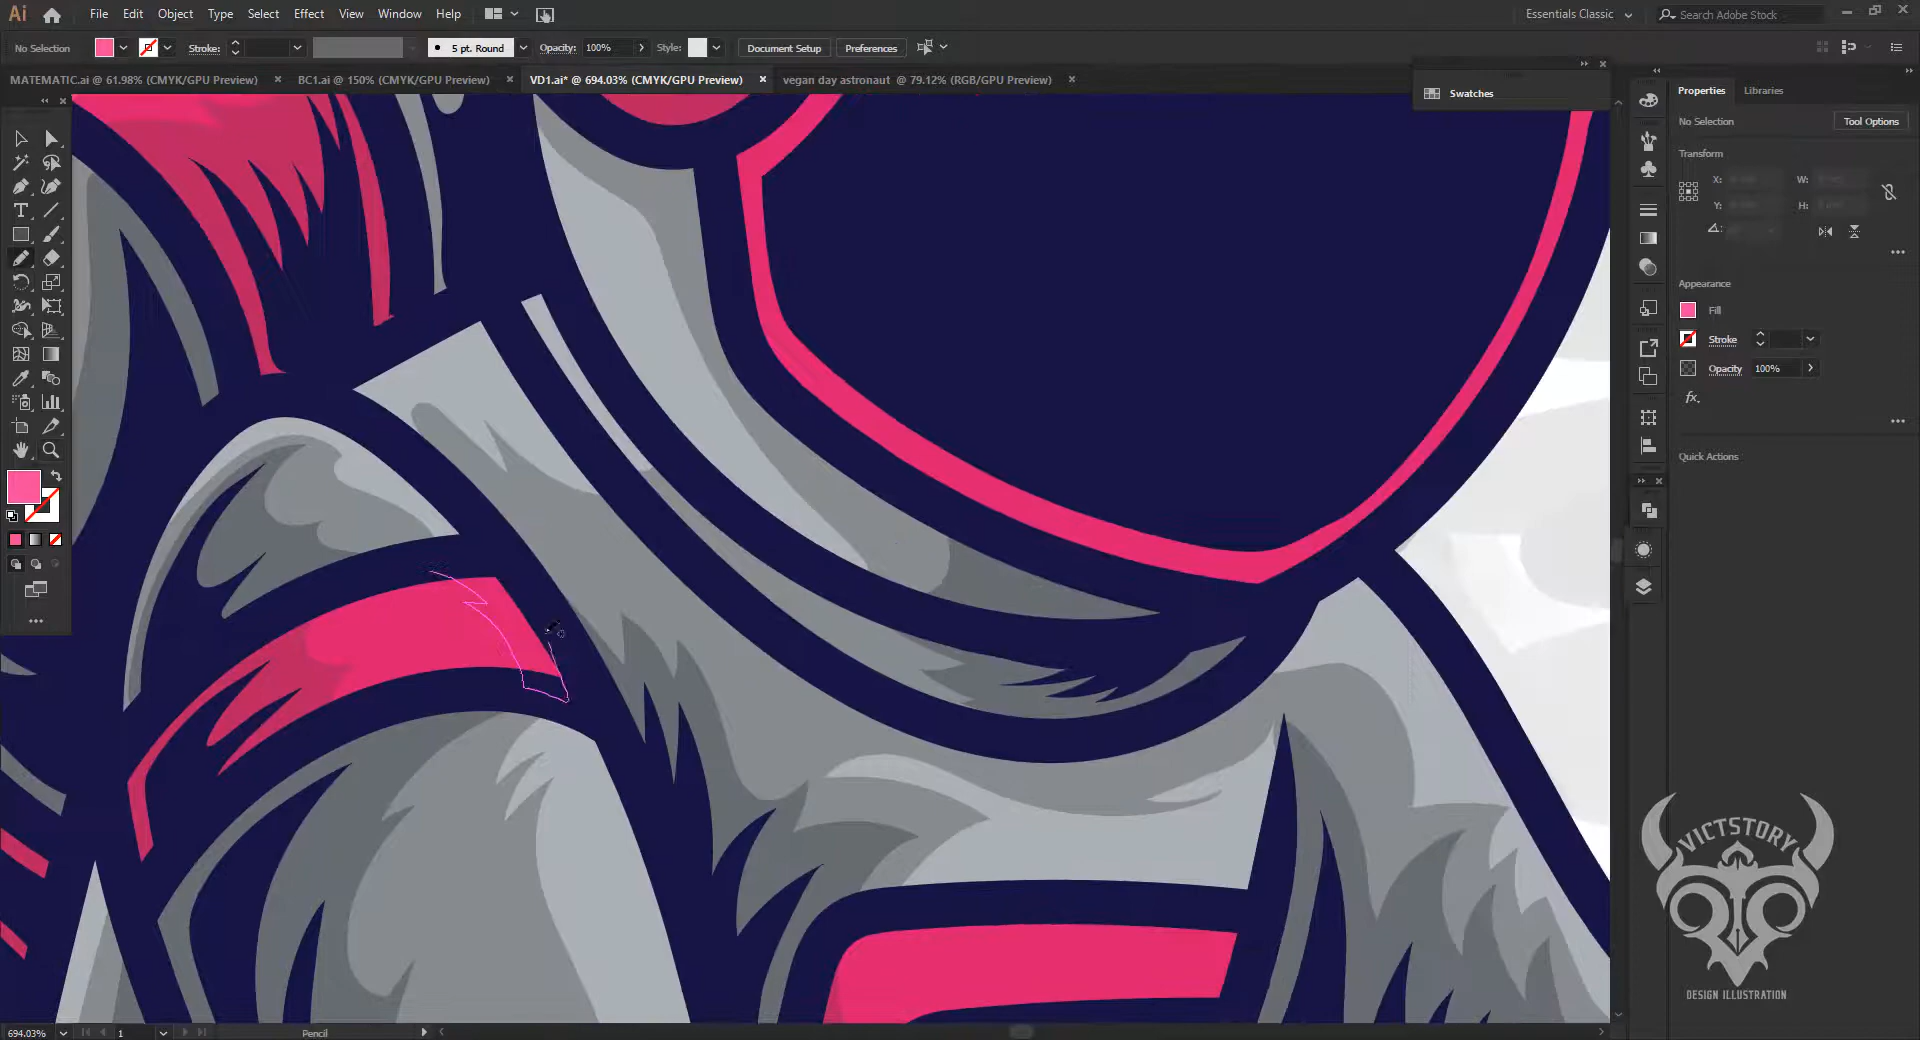 Ai File Edit Object Type Select Effect View Window Help Essentials Classic Search Adobe Stock
No Selection Stroke: 5 pt. Round Opacity: 100% Style: Document Setup Preferences
MATEMATIC.ai @ 61.98% (CMYK/GPU Preview) × BC1.ai @ 150% (CMYK/GPU Preview) × VD1.ai* @ 694.03% (CMYK/GPU Preview) × vegan day astronaut @ 79.12% (RGB/GPU Preview) ×
Swatches
Properties Libraries
No Selection Tool Options
Transform
X: W:
Y: H:
Appearance
Fill
Stroke
Opacity 100%
fx.
Quick Actions
VICTSTORY
DESIGN ILLUSTRATION
694.03% 1 Pencil